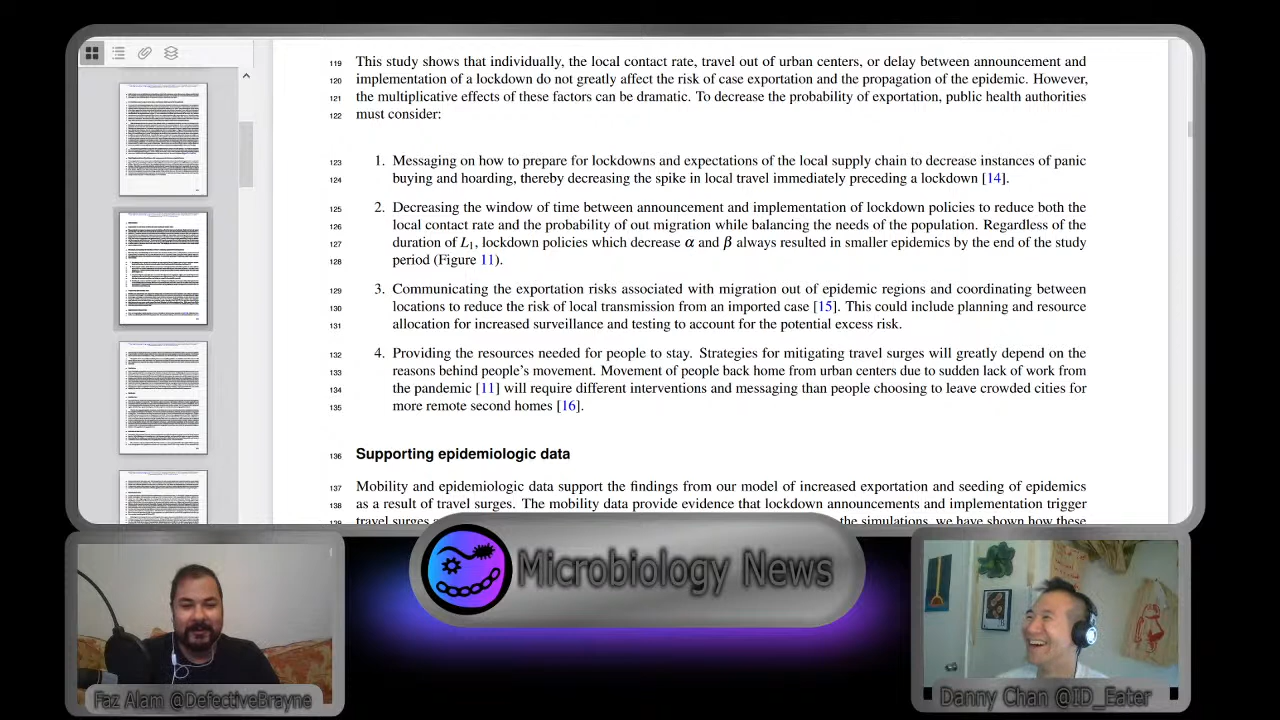 119 This study shows that individually, the local contact rate, travel out of urban centers, or delay between announcement and
120 implementation of a lockdown do not greatly affect the risk of case exportation and the propagation of the epidemic. However,
121 the multiplicative effect of these factors can be dramatic. To decrease the probability of exportation, public health authorities
122 must consider:
123 1. Messaging on how to prepare for lockdowns and expectations of the local supply chain to decrease instances of panic
124 buying and hoarding, thereby decreasing the spike in local travel immediately preceding a lockdown [14].
125 2. Decreasing the window of time between announcement and implementation of lockdown policies to reduce both the
126 contact rate and the probability of out migration while balancing the needs of the population. Regardless of the
127 duration of L1, lockdown policies which decrease α and β always resulted in smaller epidemics by the end of the study
128 period (Figure 11).
129 3. Communicating the exportation risks associated with migration out of endemic regions and coordinating between
130 locations to reduce the risk of local transmission from an imported case [15]. This could include planning and resource
131 allocation for increased surveillance and testing to account for the potential excess risk.
132 4. Providing the resources needed for people to stay. Strategies for mitigating travel surges will greatly depend on the
133 reasons behind people's movement. Movement of people back home from urban centers due to sudden lack of work from
134 the pandemic [11] will require different interventions and messaging than people choosing to leave crowded cities for
135 more remote second homes [16].
136 Supporting epidemiologic data
137 Mobility and epidemiologic data support the findings from our model of increased exportation and seeding of epidemics
138 as a result of travel surges. The mobility data provide evidence that lockdown announcements and implementation trigger
travel surges the simulations, we have shown how these
Microbiology News
Faz Alam @DefectiveBrayne
Danny Chan @ID_Eater